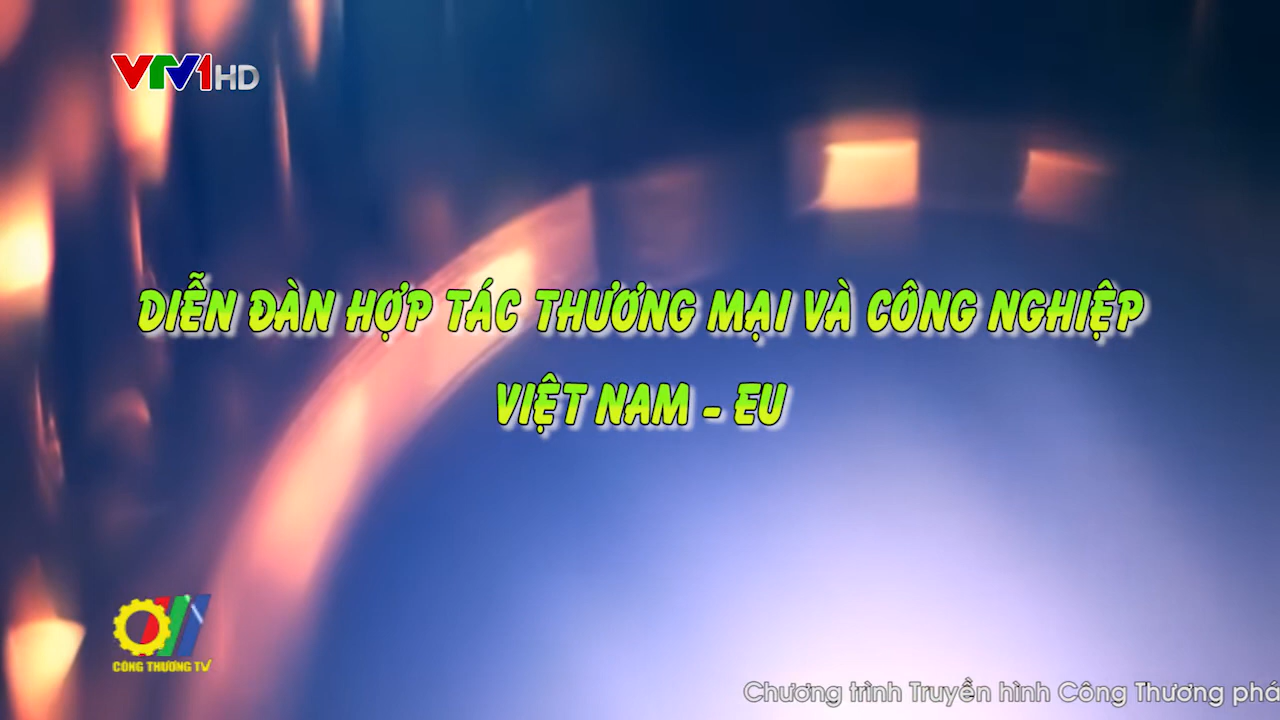 VTV1HD
DIỄN ĐÀN HỢP TÁC THƯƠNG MẠI VÀ CÔNG NGHIỆP
VIỆT NAM - EU
CÔNG THƯƠNG TV
Chương trình Truyền hình Công Thương phá